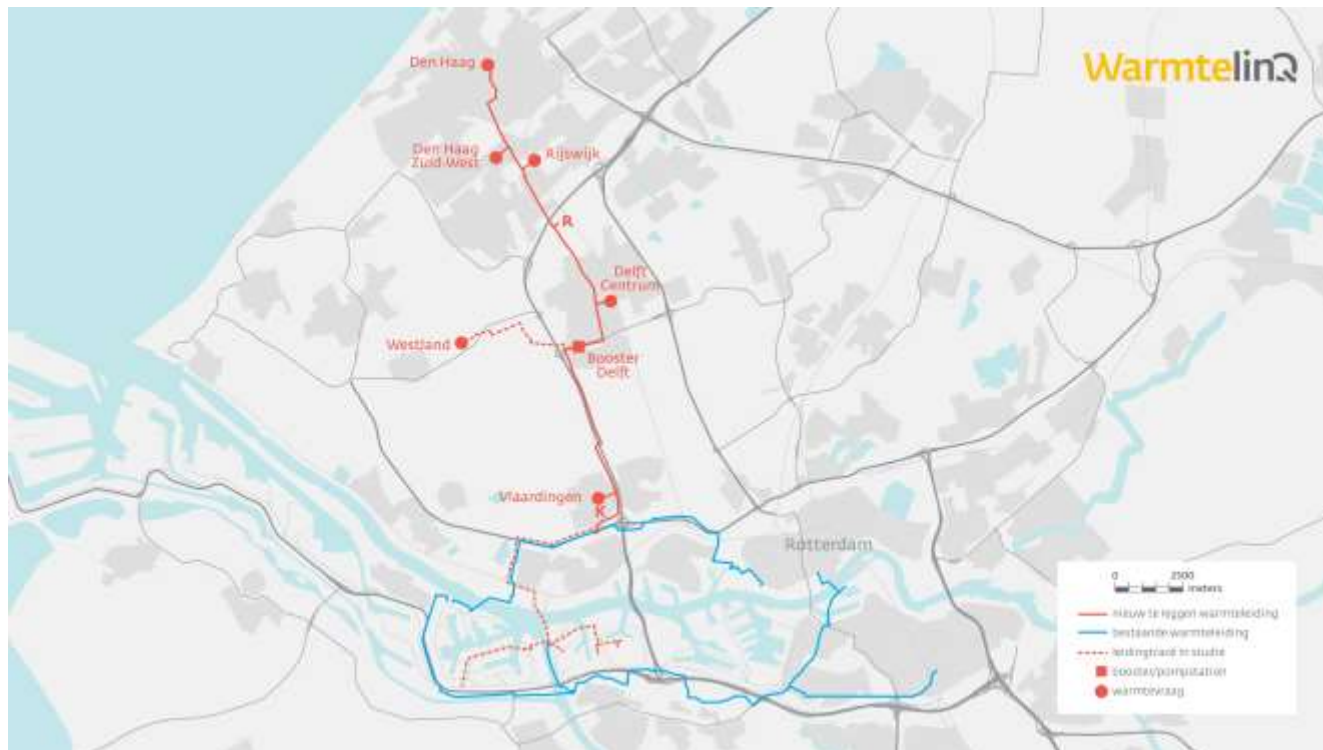 WarmtelinQ
Den Haag
Den Haag
Zuid-West
Rijswijk
R
Delft
Centrum
Westland
Booster
Delft
Vlaardingen
K
Rotterdam
0 2500
meters
nieuw te leggen warmteleiding
bestaande warmteleiding
leidingtracé in studie
booster/pompstation
warmtevraag